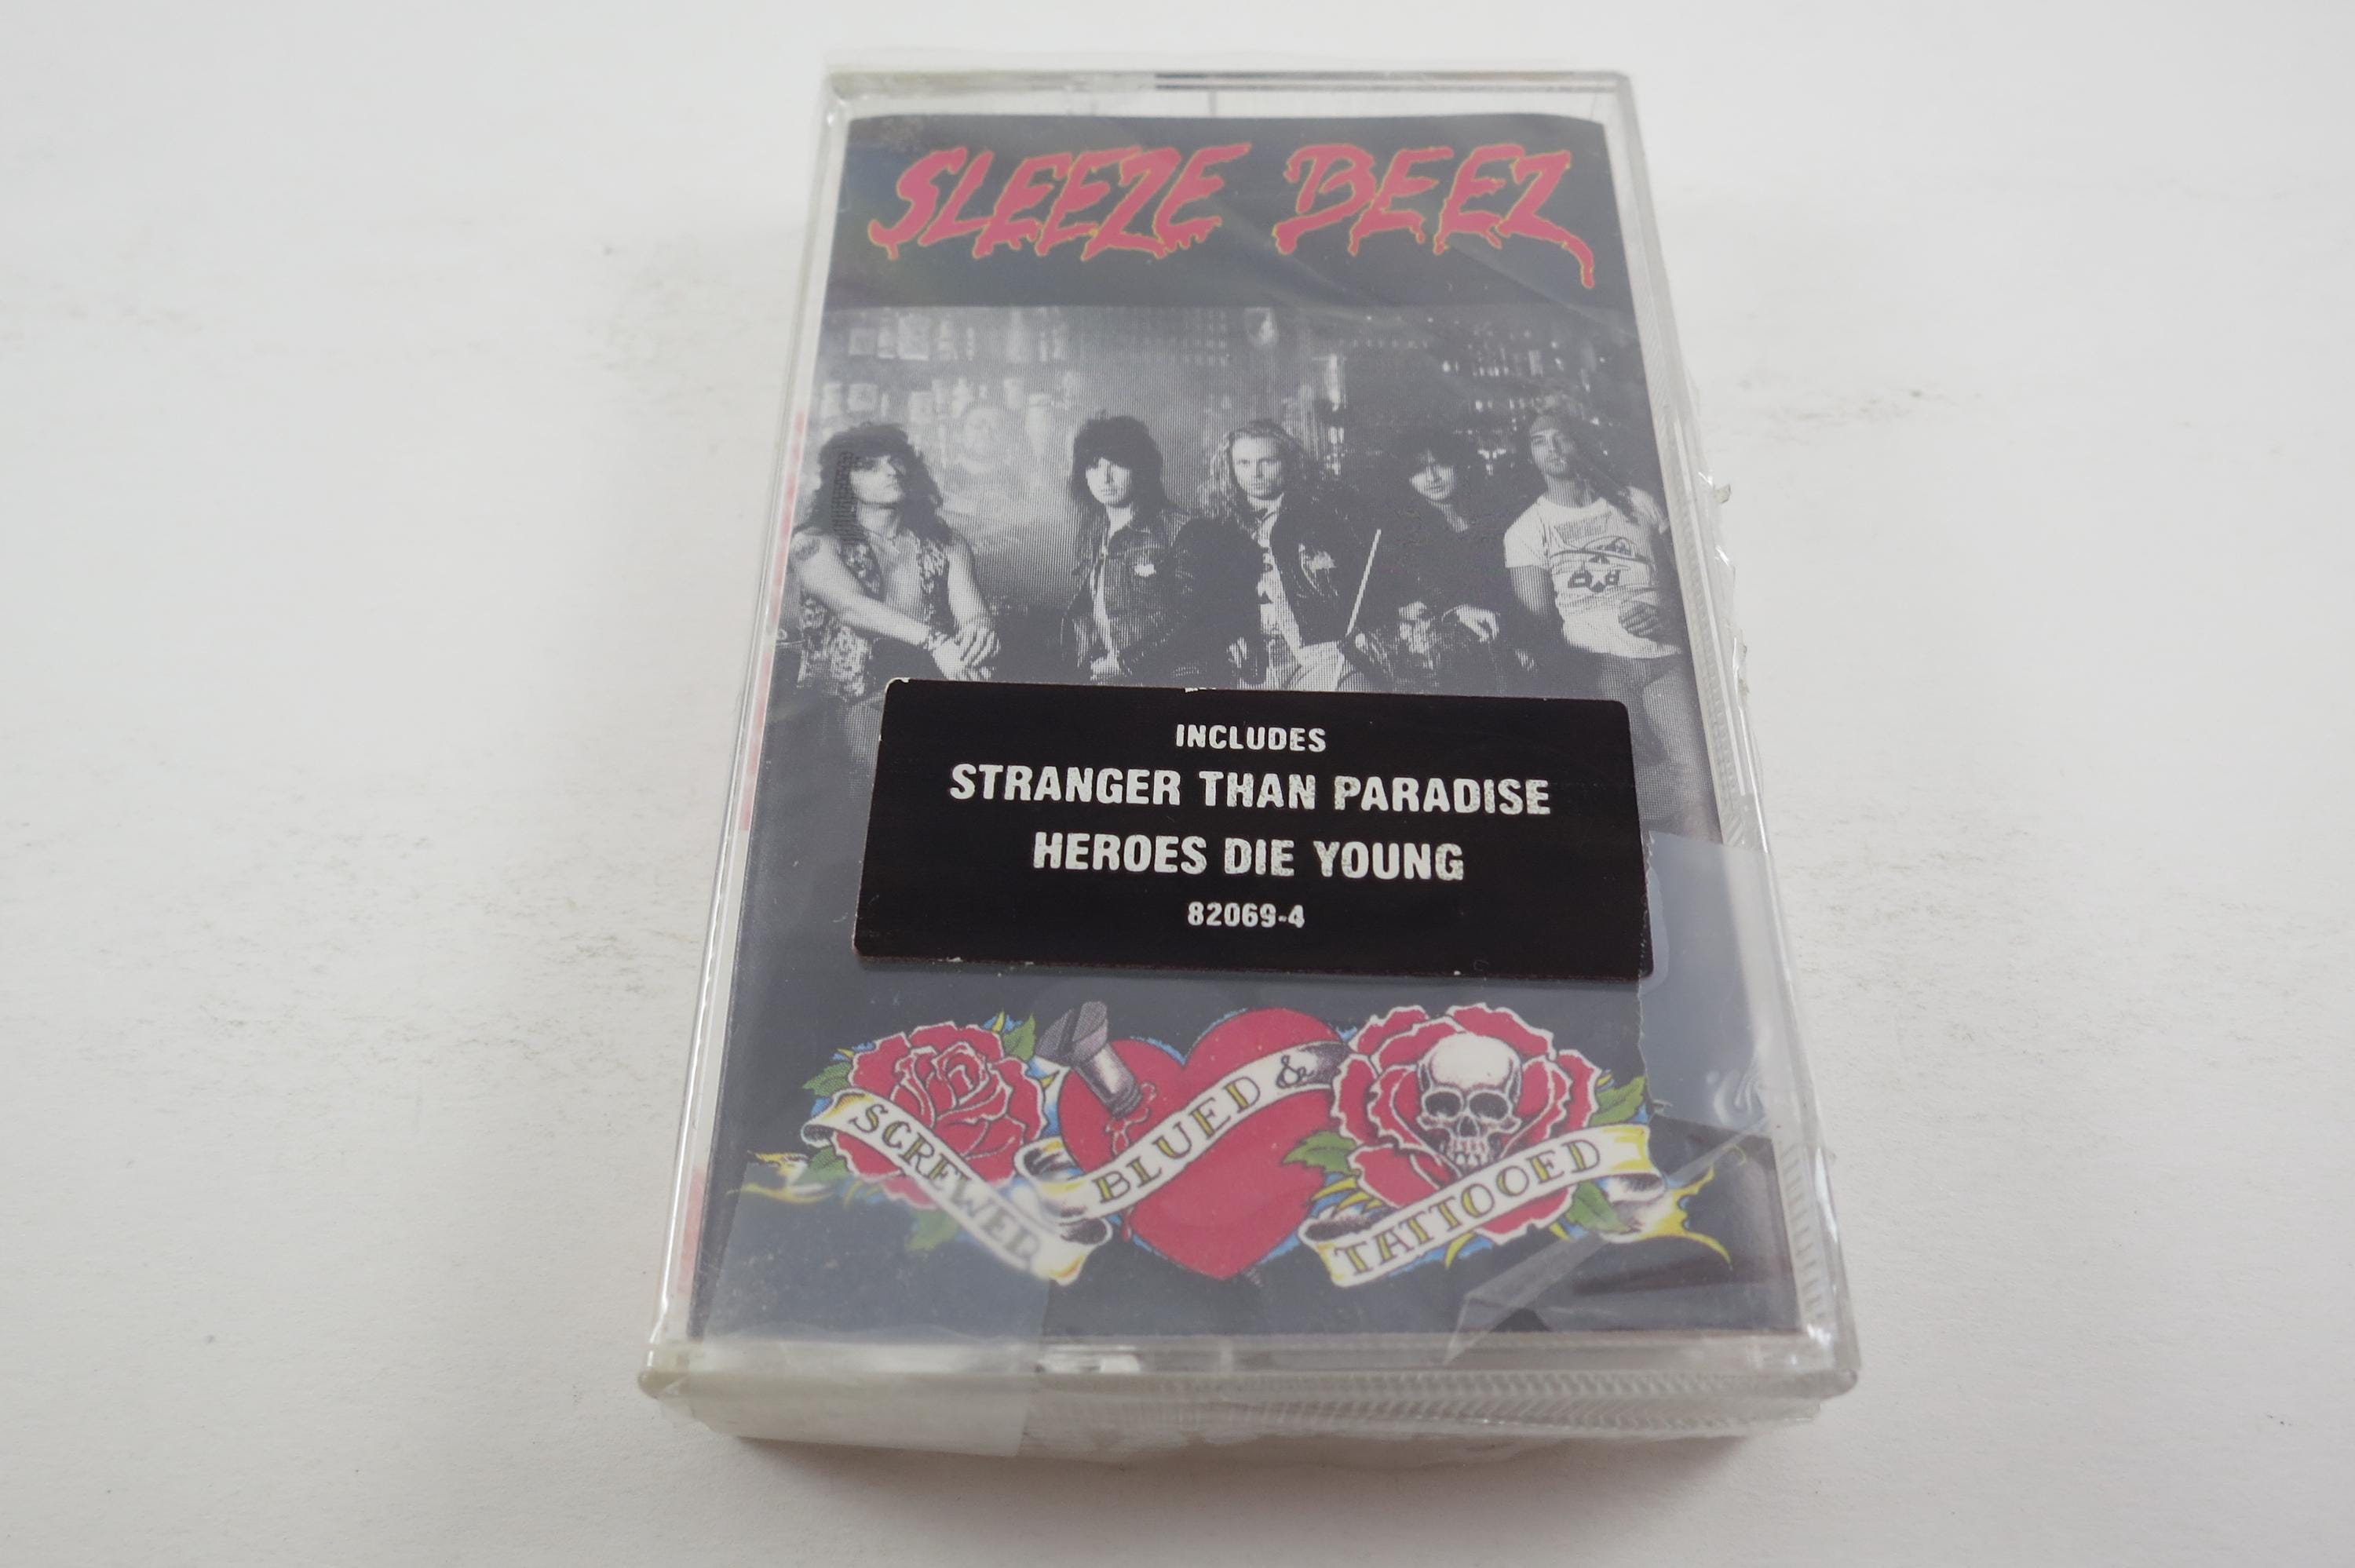 SLEEZE BEEZ
INCLUDES
STRANGER THAN PARADISE
HEROES DIE YOUNG
82069-4
SCREWED
BLUED &
TATTOOED